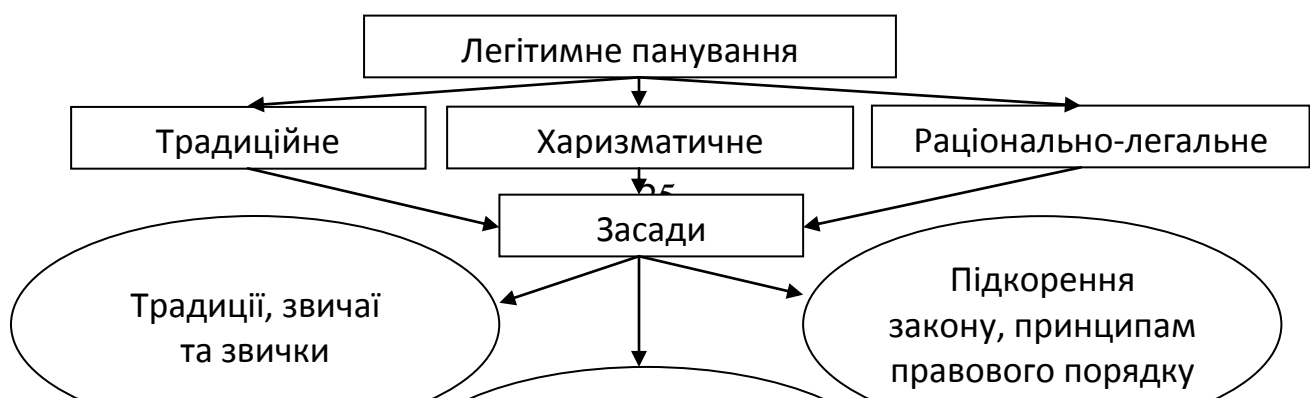 Легітимне панування
Традиційне
Харизматичне
Раціонально-легальне
Засади
Традиції, звичаї
та звички
Підкорення
закону, принципам
правового порядку